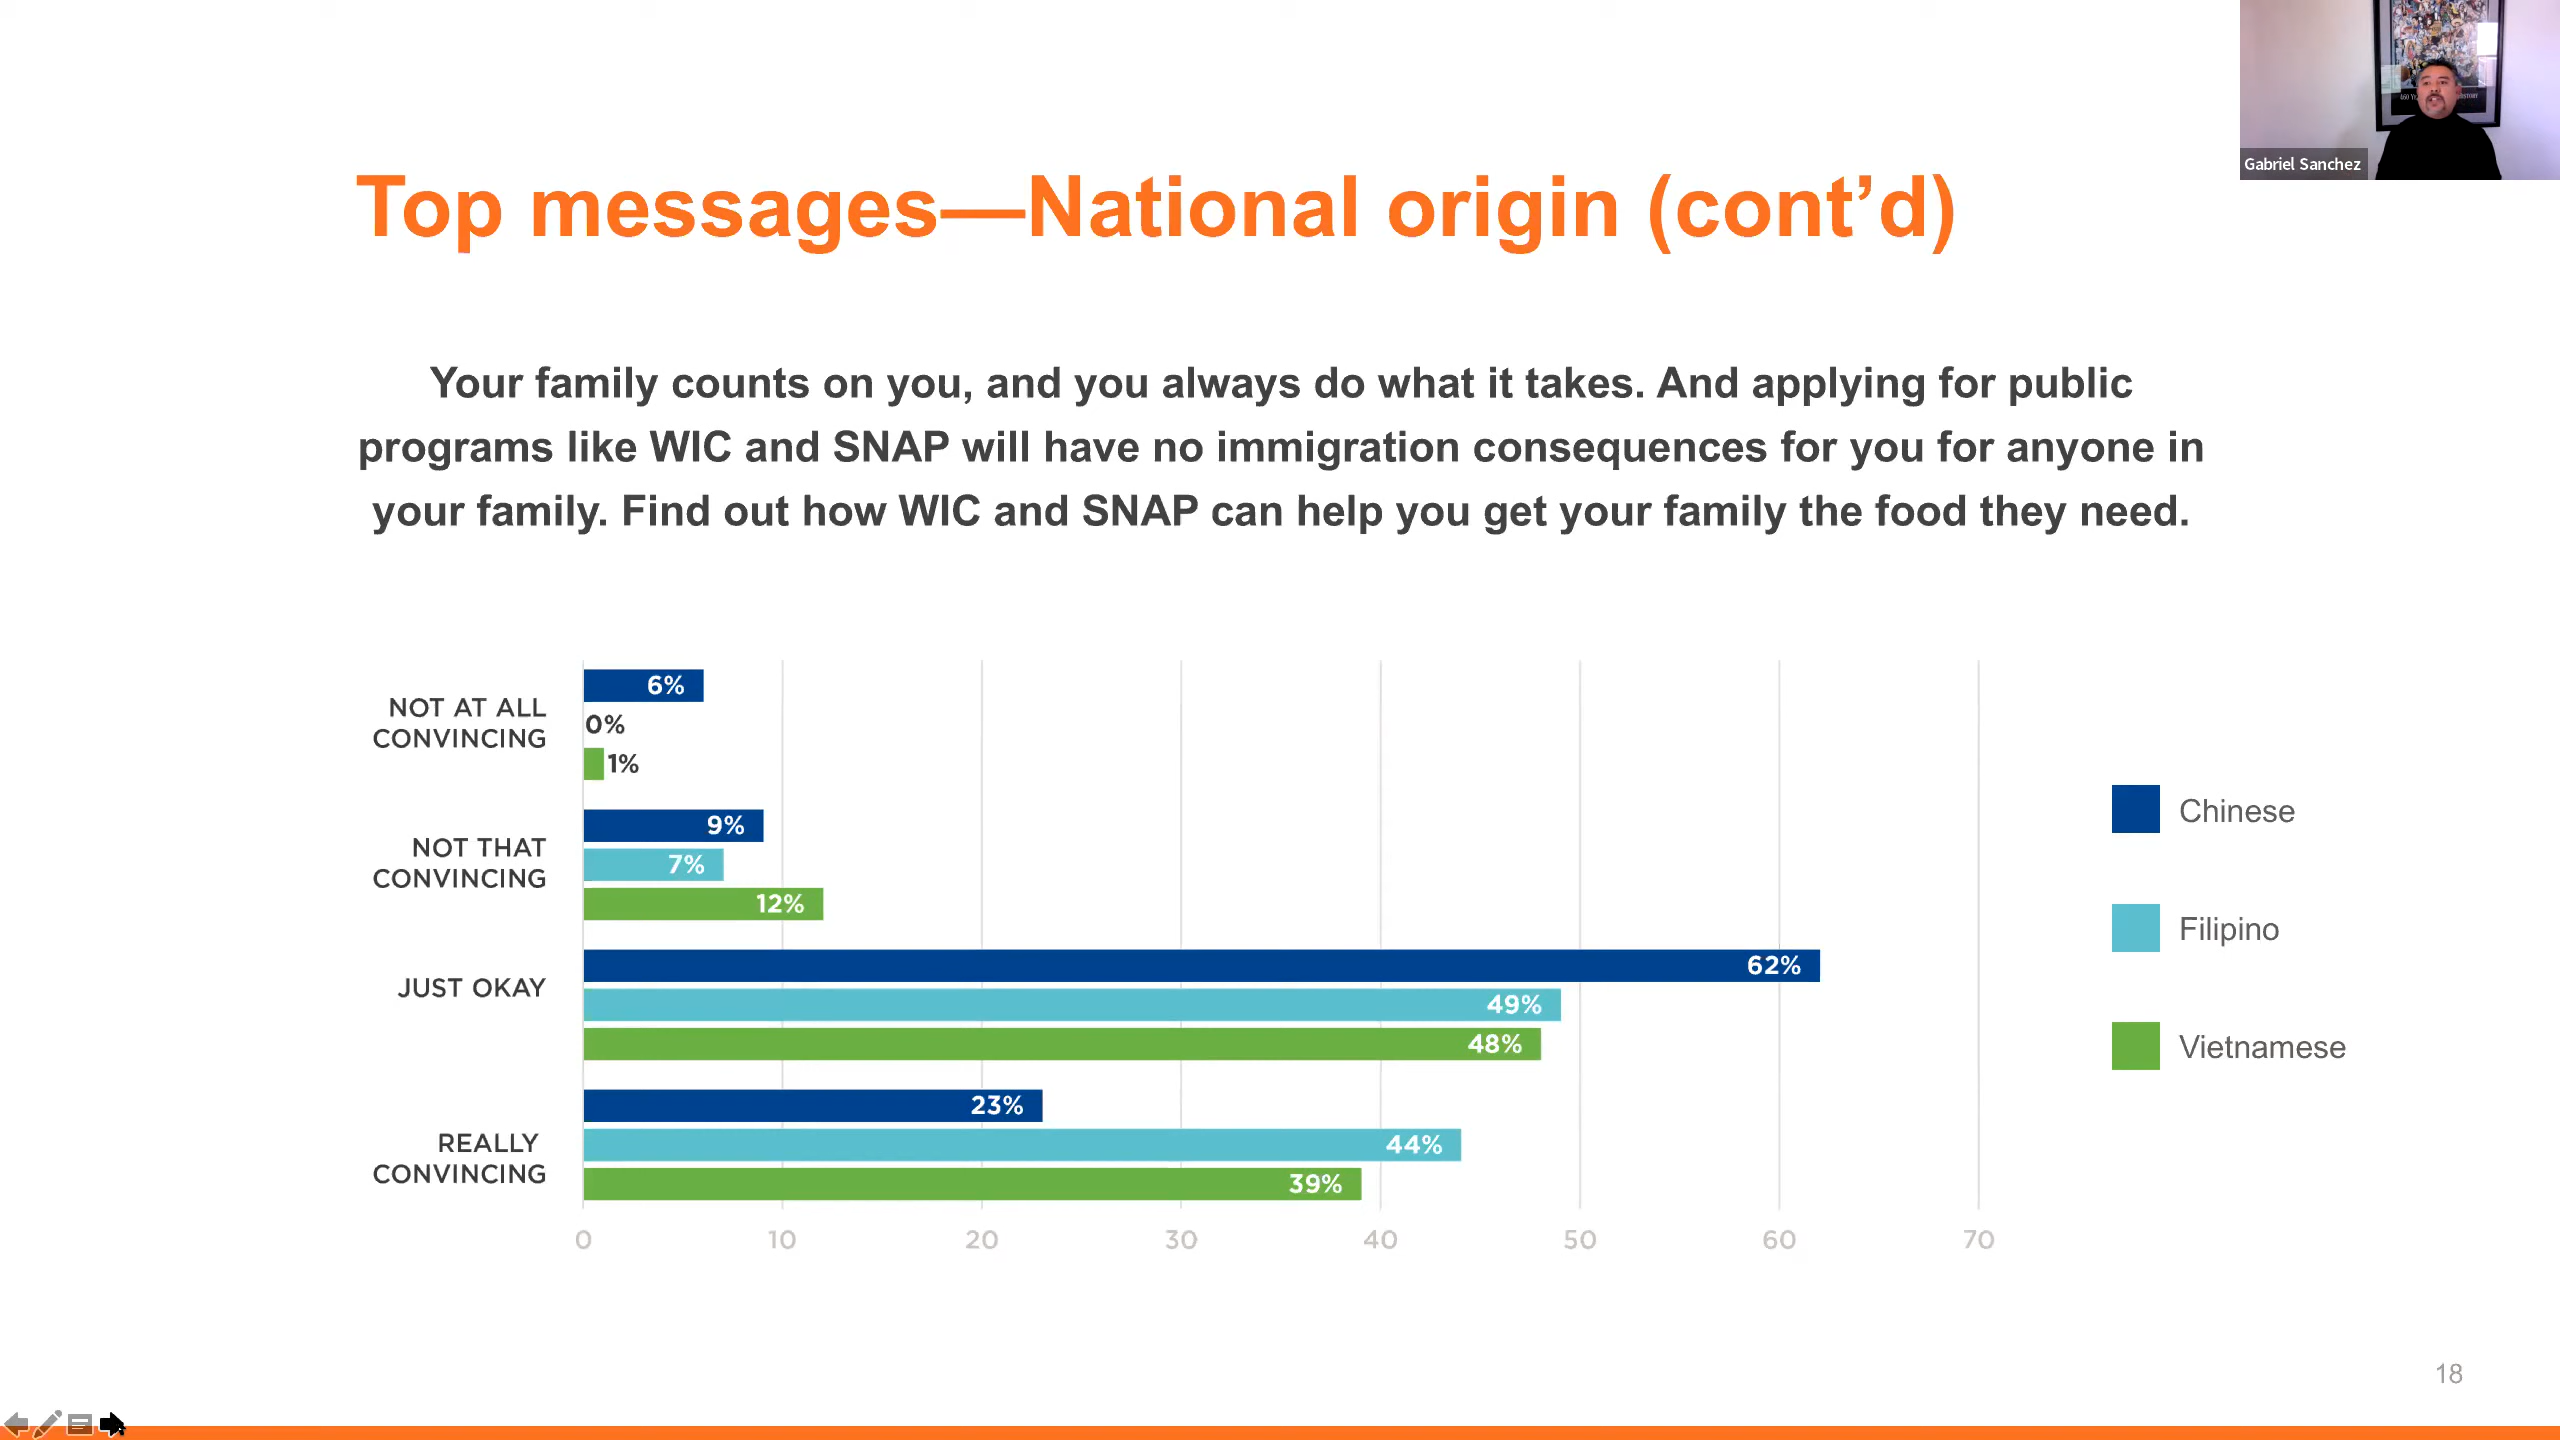 Gabriel Sanchez
Top messages—National origin (cont’d)
Your family counts on you, and you always do what it takes. And applying for public
programs like WIC and SNAP will have no immigration consequences for you for anyone in
your family. Find out how WIC and SNAP can help you get your family the food they need.
NOT AT ALL
CONVINCING
6%
0%
1%
NOT THAT
CONVINCING
9%
7%
12%
JUST OKAY
62%
49%
48%
REALLY
CONVINCING
23%
44%
39%
0 10 20 30 40 50 60 70
Chinese
Filipino
Vietnamese
18